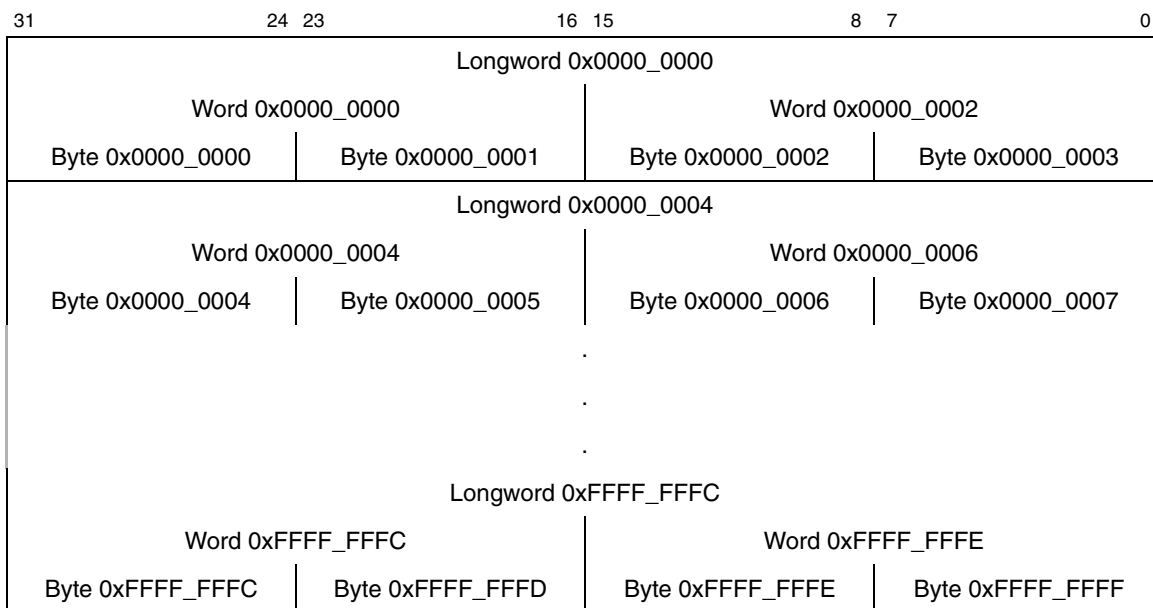 31 24 23 16 15 8 7 0
Longword 0x0000_0000
Word 0x0000_0000 Word 0x0000_0002
Byte 0x0000_0000 Byte 0x0000_0001 Byte 0x0000_0002 Byte 0x0000_0003
Longword 0x0000_0004
Word 0x0000_0004 Word 0x0000_0006
Byte 0x0000_0004 Byte 0x0000_0005 Byte 0x0000_0006 Byte 0x0000_0007
.
.
.
Longword 0xFFFF_FFFC
Word 0xFFFF_FFFC Word 0xFFFF_FFFE
Byte 0xFFFF_FFFC Byte 0xFFFF_FFFD Byte 0xFFFF_FFFE Byte 0xFFFF_FFFF